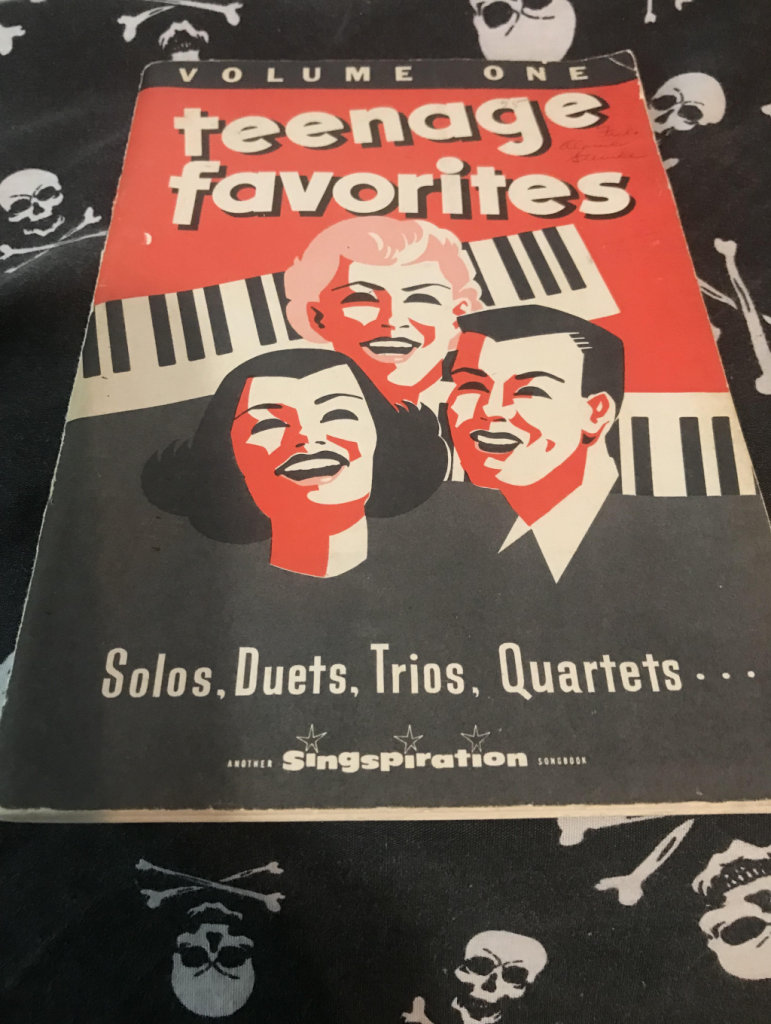 VOLUME ONE
teenage
favorites
Solos, Duets, Trios, Quartets...
ANOTHER Singspiration SONGBOOK